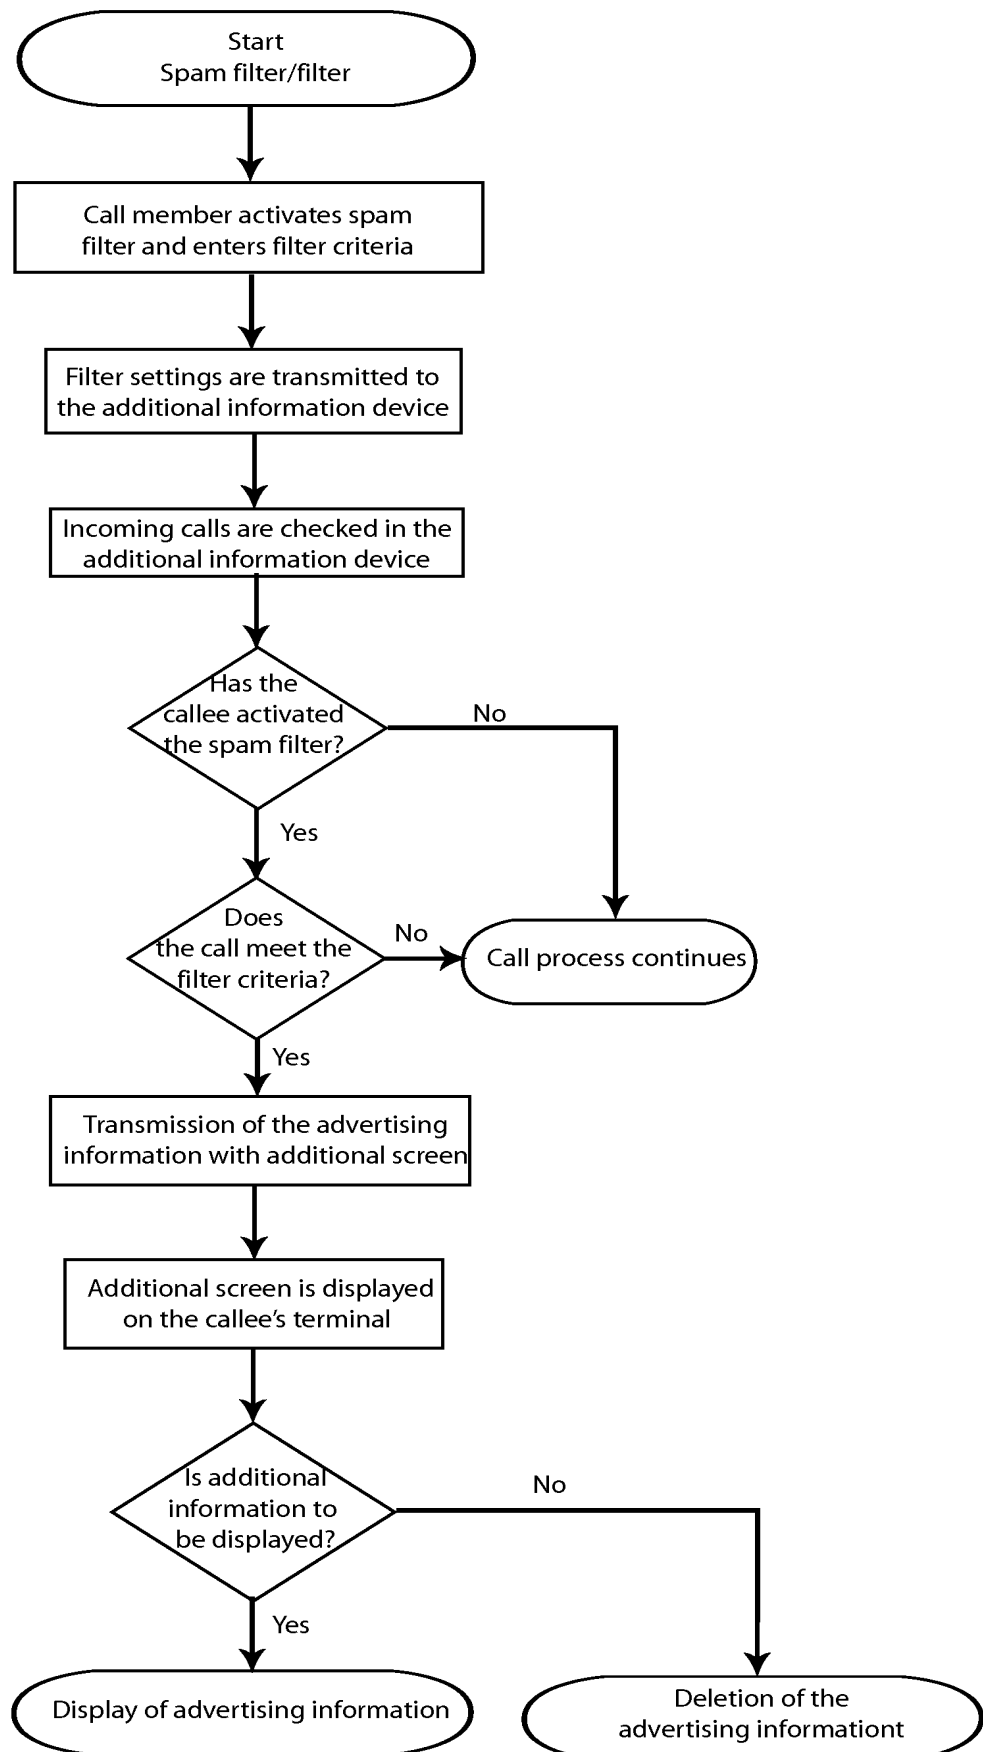 Start
Spam filter/filter
Call member activates spam
filter and enters filter criteria
Filter settings are transmitted to
the additional information device
Incoming calls are checked in the
additional information device
Has the
callee activated
the spam filter?
No
Yes
Does
the call meet the
filter criteria?
No
Call process continues
Yes
Transmission of the advertising
information with additional screen
Additional screen is displayed
on the callee’s terminal
Is additional
information to
be displayed?
No
Yes
Display of advertising information
Deletion of the
advertising informationt